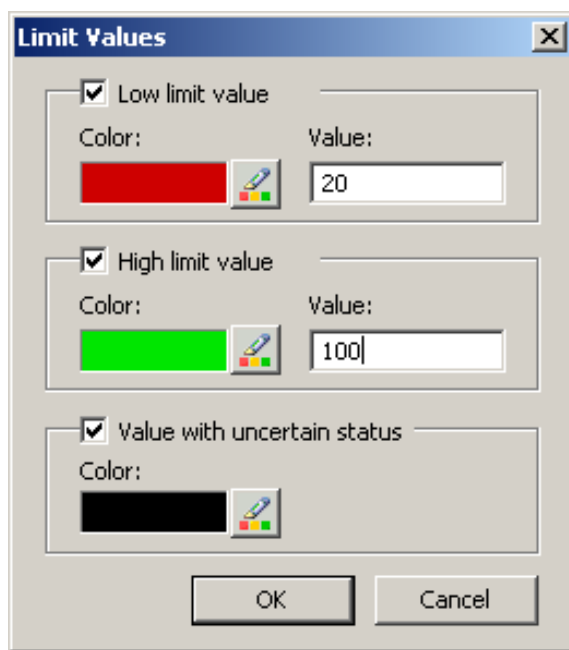 Limit Values
Low limit value
Color: Value:
20
High limit value
Color: Value:
100
Value with uncertain status
Color:
OK Cancel